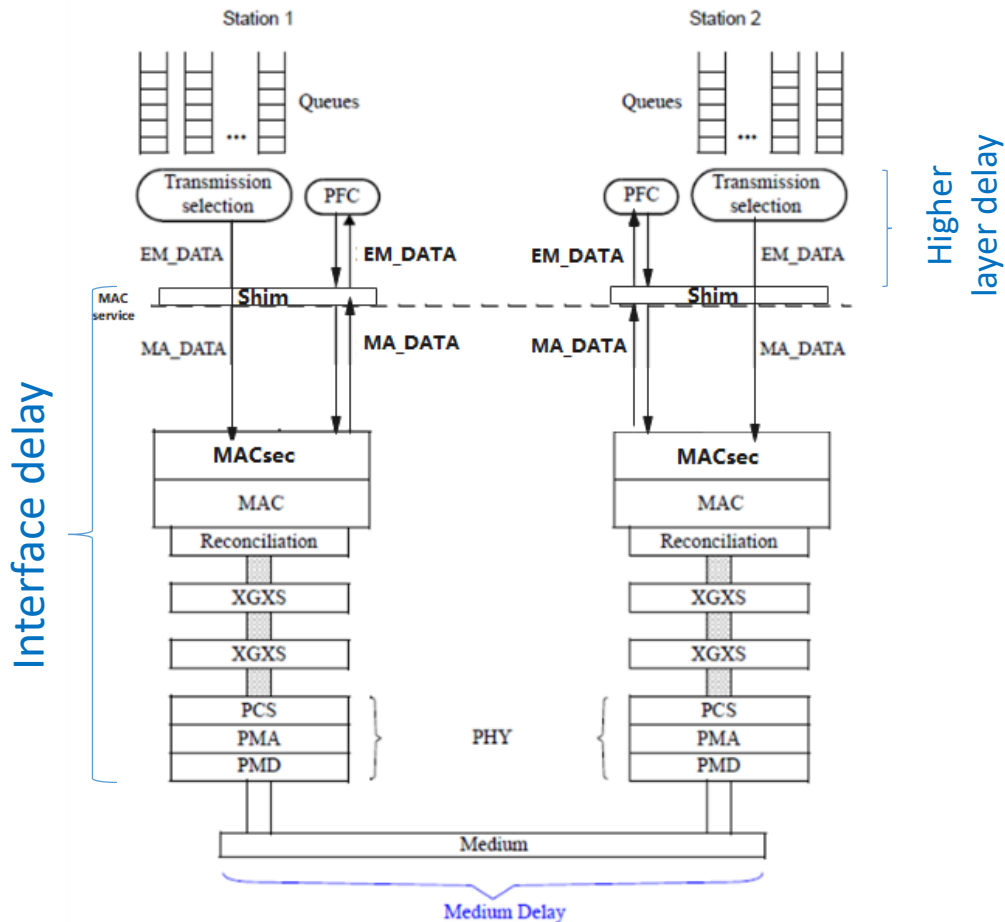 Station 1
Station 2
Queues
Queues
...
...
Transmission
selection
PFC
PFC
Transmission
selection
Higher
layer delay
EM_DATA
EM_DATA
EM_DATA
EM_DATA
MAC
service
Shim
Shim
MA_DATA
MA_DATA
MA_DATA
MA_DATA
Interface delay
MACsec
MACsec
MAC
MAC
Reconciliation
Reconciliation
XGXS
XGXS
XGXS
XGXS
PCS
PCS
PMA
PHY
PMA
PMD
PMD
Medium
Medium Delay